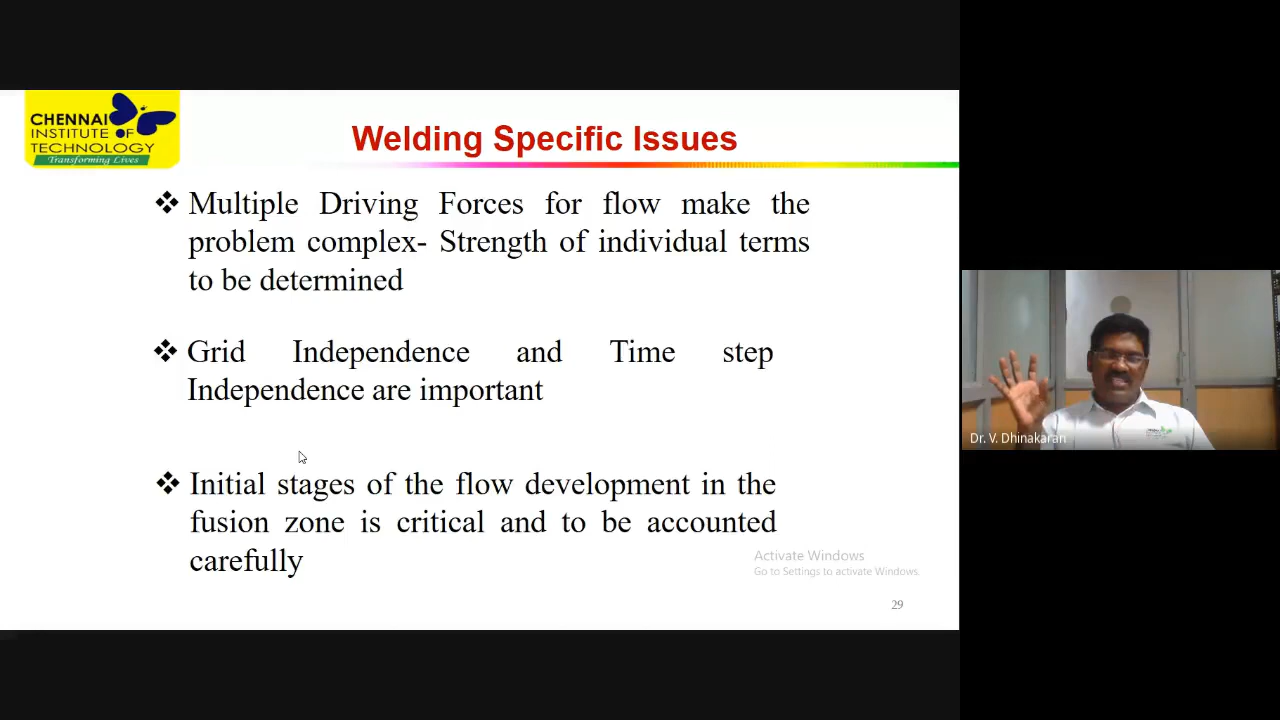 CHENNAI
INSTITUTE OF
TECHNOLOGY
Transforming Lives
Welding Specific Issues
❖ Multiple Driving Forces for flow make the
problem complex- Strength of individual terms
to be determined
❖ Grid Independence and Time step
Independence are important
❖ Initial stages of the flow development in the
fusion zone is critical and to be accounted
carefully
Activate Windows
Go to Settings to activate Windows.
29
Dr. V. Dhinakaran